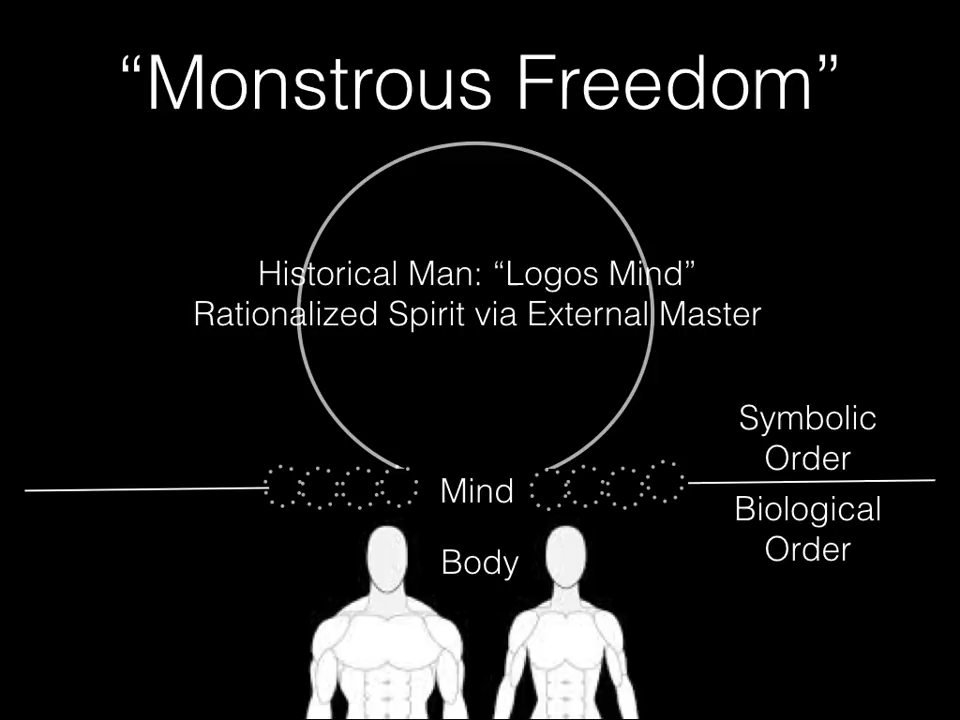 “Monstrous Freedom”
Historical Man: “Logos Mind”
Rationalized Spirit via External Master
Symbolic
Order
Mind
Biological
Order
Body